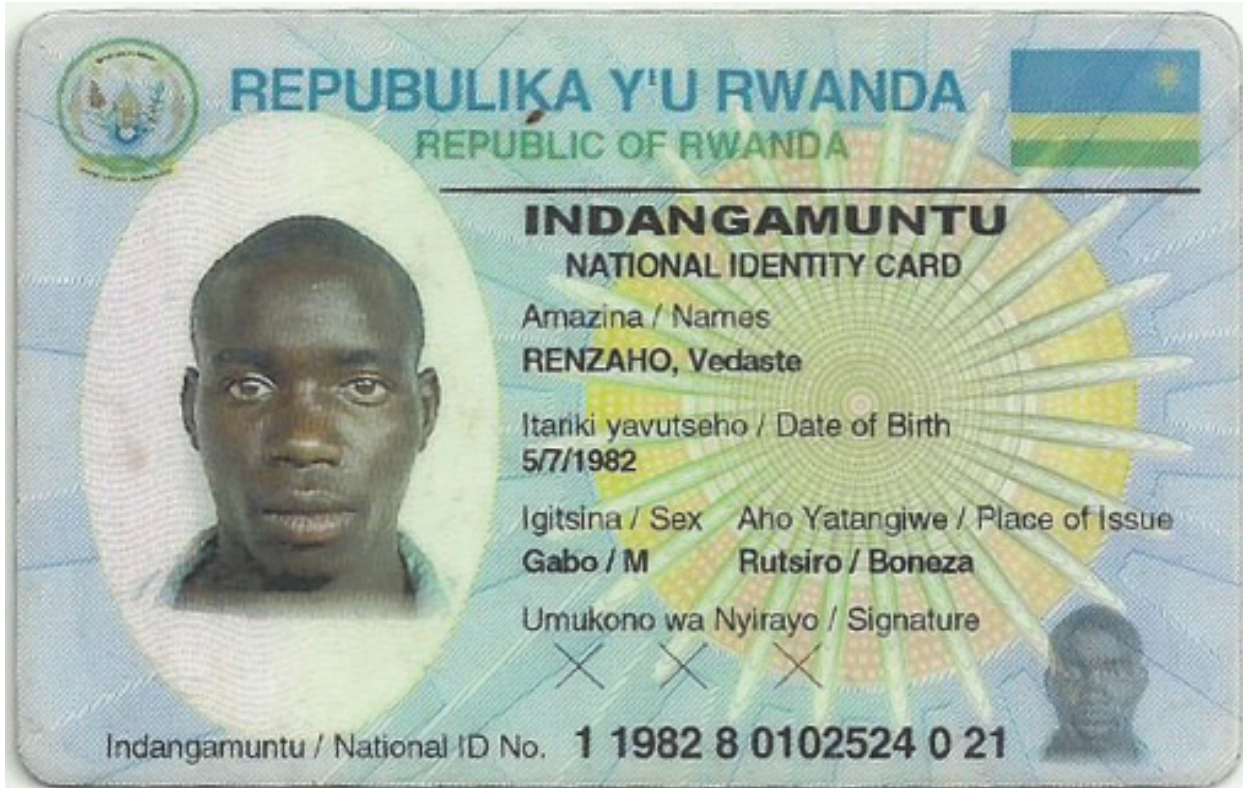 REPUBULIKA Y'U RWANDA
REPUBLIC OF RWANDA
INDANGAMUNTU
NATIONAL IDENTITY CARD
Amazina / Names
RENZAHO, Vedaste
Itariki yavutseho / Date of Birth
5/7/1982
Igitsina / Sex Aho Yatangiwe / Place of Issue
Gabo / M Rutsiro / Boneza
Umukono wa Nyirayo / Signature
Indangamuntu / National ID No. 1 1982 8 0102524 0 21